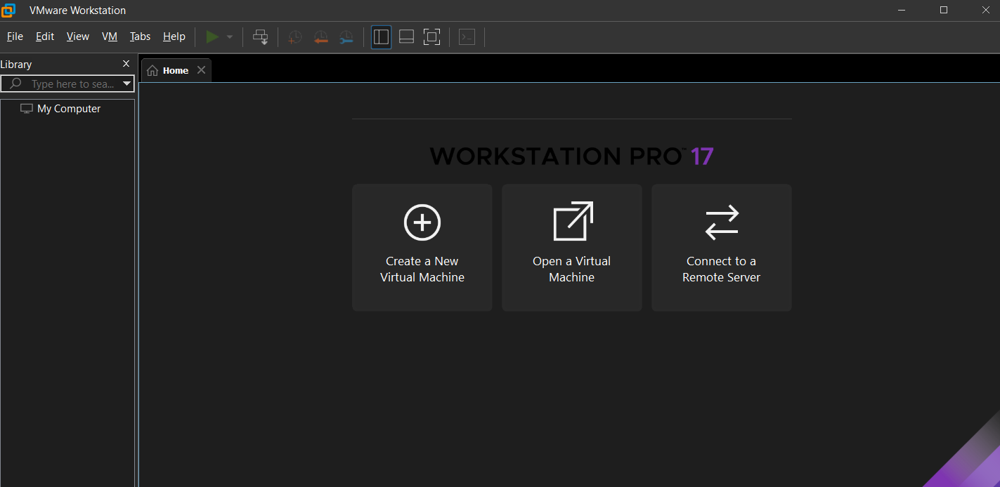 VMware Workstation
File Edit View VM Tabs Help
Library
Type here to sea...
My Computer
Home
WORKSTATION PRO™ 17
Create a New
Virtual Machine
Open a Virtual
Machine
Connect to a
Remote Server